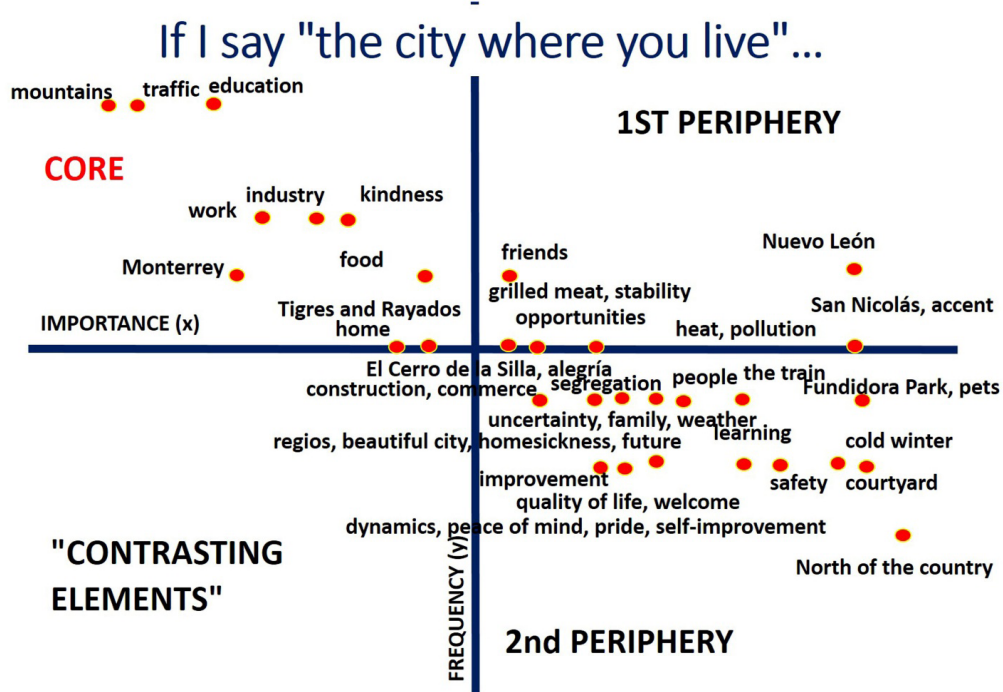 If I say "the city where you live"...
mountains
traffic
education
1ST PERIPHERY
CORE
industry
kindness
work
Nuevo León
friends
food
Monterrey
grilled meat, stability
San Nicolás, accent
Tigres and Rayados
opportunities
IMPORTANCE (x)
home
heat, pollution
El Cerro de la Silla, alegría
segregation
people
the train
construction, commerce
Fundidora Park, pets
uncertainty, family, weather
learning
regios, beautiful city, homesickness, future
cold winter
improvement
safety
courtyard
quality of life, welcome
dynamics, peace of mind, pride, self-improvement
"CONTRASTING
ELEMENTS"
FREQUENCY (y)
North of the country
2nd PERIPHERY